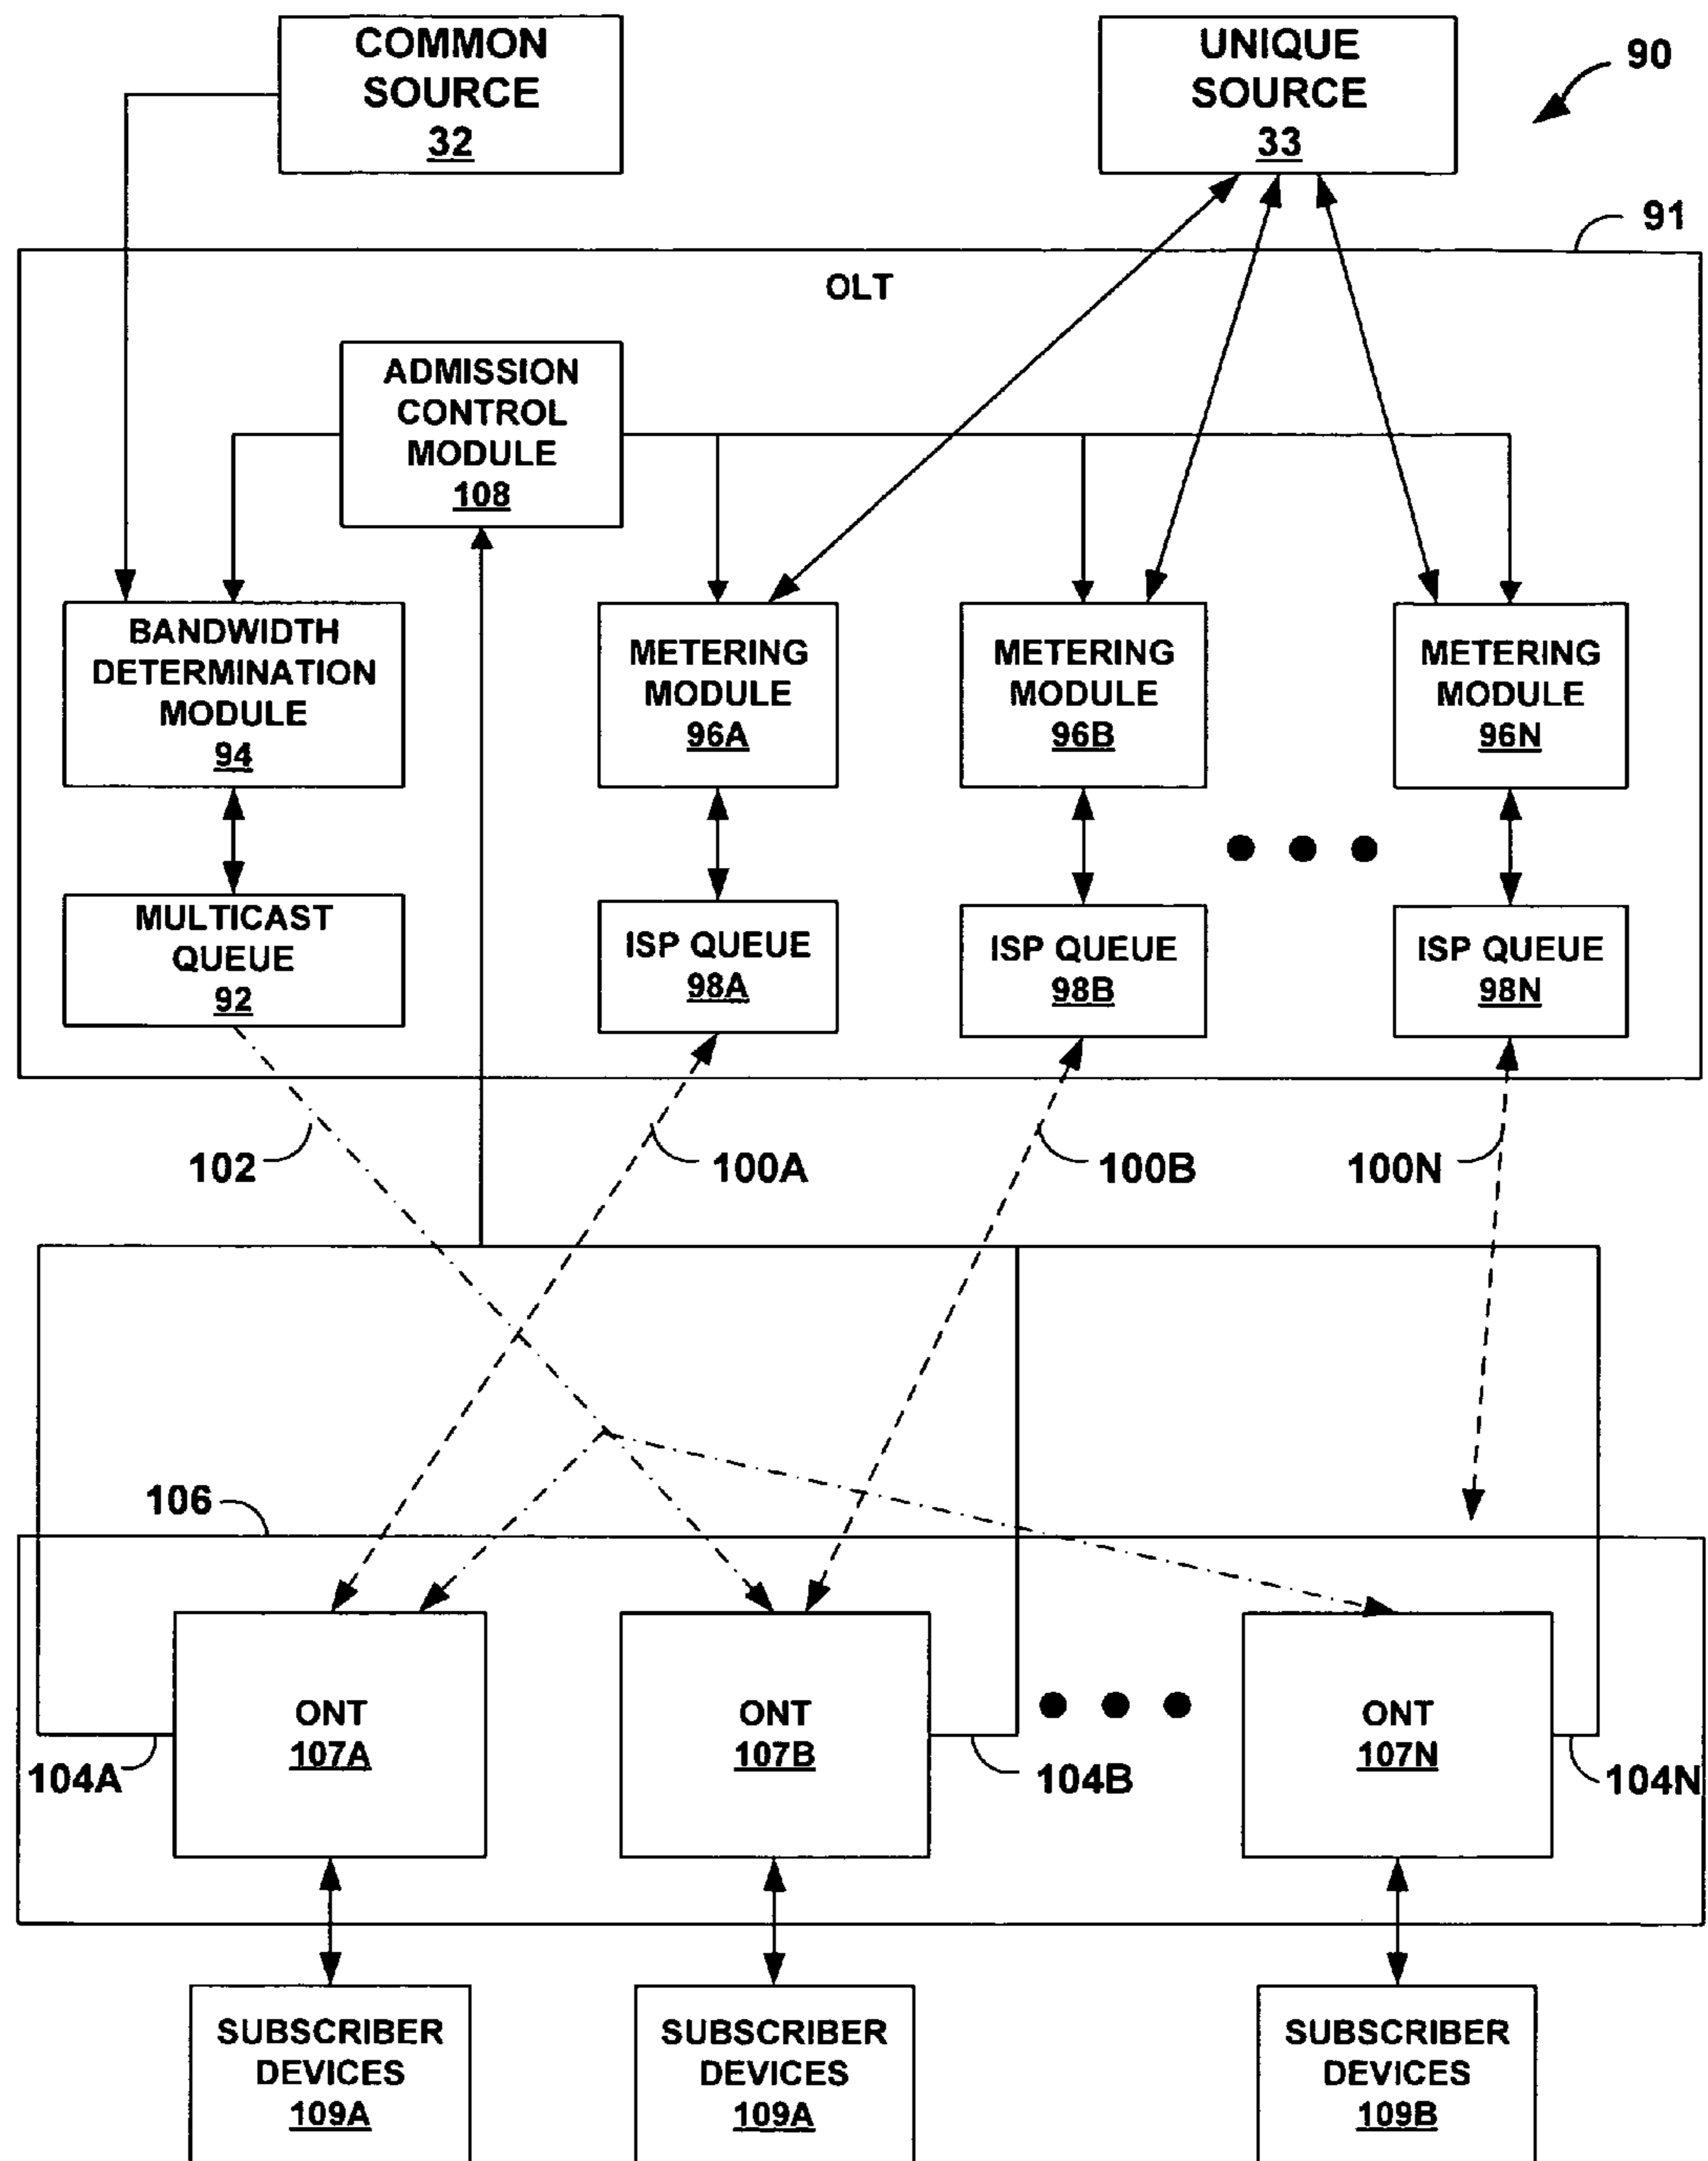 COMMON
SOURCE
32
UNIQUE
SOURCE
33
90
91
OLT
ADMISSION
CONTROL
MODULE
108
BANDWIDTH
DETERMINATION
MODULE
94
METERING
MODULE
96A
METERING
MODULE
96B
METERING
MODULE
96N
MULTICAST
QUEUE
92
ISP QUEUE
98A
ISP QUEUE
98B
ISP QUEUE
98N
102
100A
100B
100N
106
ONT
107A
ONT
107B
ONT
107N
104A
104B
104N
SUBSCRIBER
DEVICES
109A
SUBSCRIBER
DEVICES
109A
SUBSCRIBER
DEVICES
109B